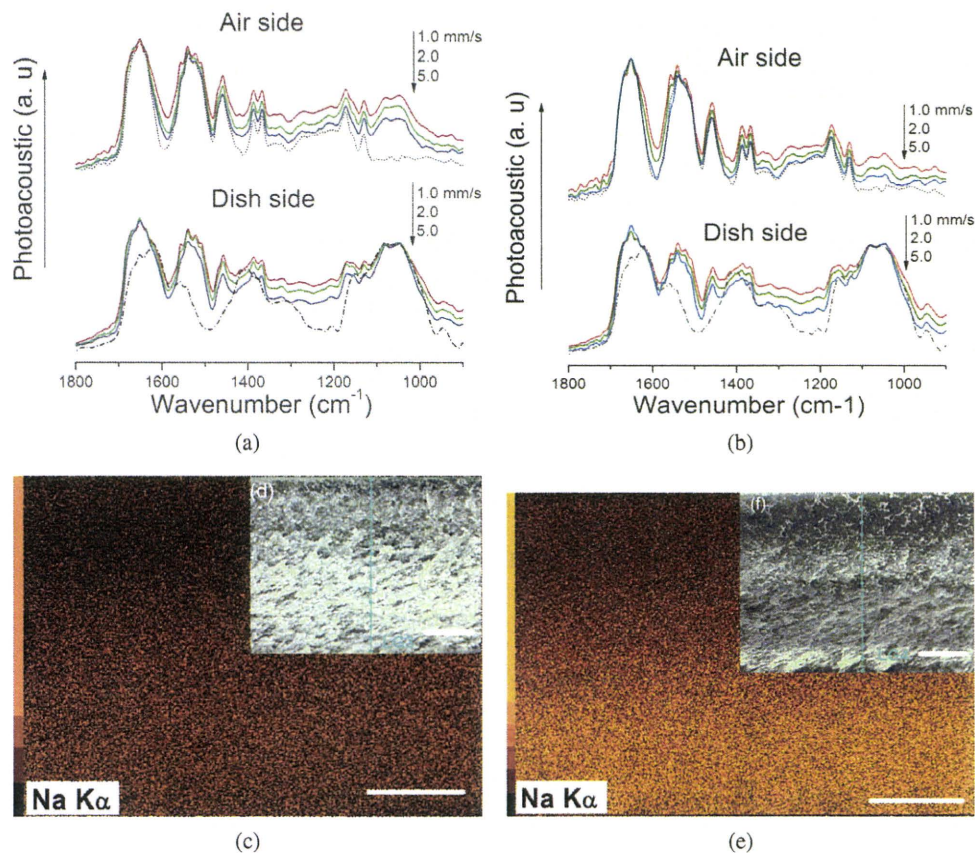 Air side
1.0 mm/s
2.0
5.0
Dish side
1.0 mm/s
2.0
5.0
Photoacoustic (a. u)
1800 1600 1400 1200 1000
Wavenumber (cm⁻¹)
(a)
Air side
1.0 mm/s
2.0
5.0
Dish side
1.0 mm/s
2.0
5.0
Photoacoustic (a. u)
1800 1600 1400 1200 1000
Wavenumber (cm-1)
(b)
(d)
Na Kα
(c)
(f)
Na Kα
(e)